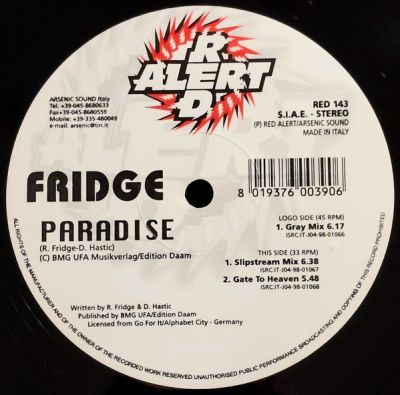 R.
ALERT
D.
ARSENIC SOUND Italy
Tel. +39-045-8680633
Fax+39-045-8680559
Mobile: +39-335-480049
e-mail: arsenic@tin.it
RED 143
S.I.A.E. - STEREO
(P) RED ALERT/ARSENIC SOUND
MADE IN ITALY
FRIDGE
PARADISE
(R. Fridge-D. Hastic)
(C) BMG UFA Musikverlag/Edition Daam
8 019376 003906
LOGO SIDE (45 RPM)
1. Gray Mix 6.17
ISRC:IT-J04-98-01066
THIS SIDE (33 RPM)
1. Slipstream Mix 6.38
ISRC:IT-J04-98-01067
2. Gate To Heaven 5.48
ISRC:IT-J04-98-01068
Written by R. Fridge & D. Hastic
Published by BMG UFA/Edition Daam
Licensed from Go For It/Alphabet City - Germany
ALL RIGHTS OF THE MANUFACTURER AND OF THE OWNER OF THE RECORDED WORK RESERVED UNAUTHORISED PUBLIC PERFORMANCE BROADCASTING AND COPYING OF THIS RECORD PROHIBITED